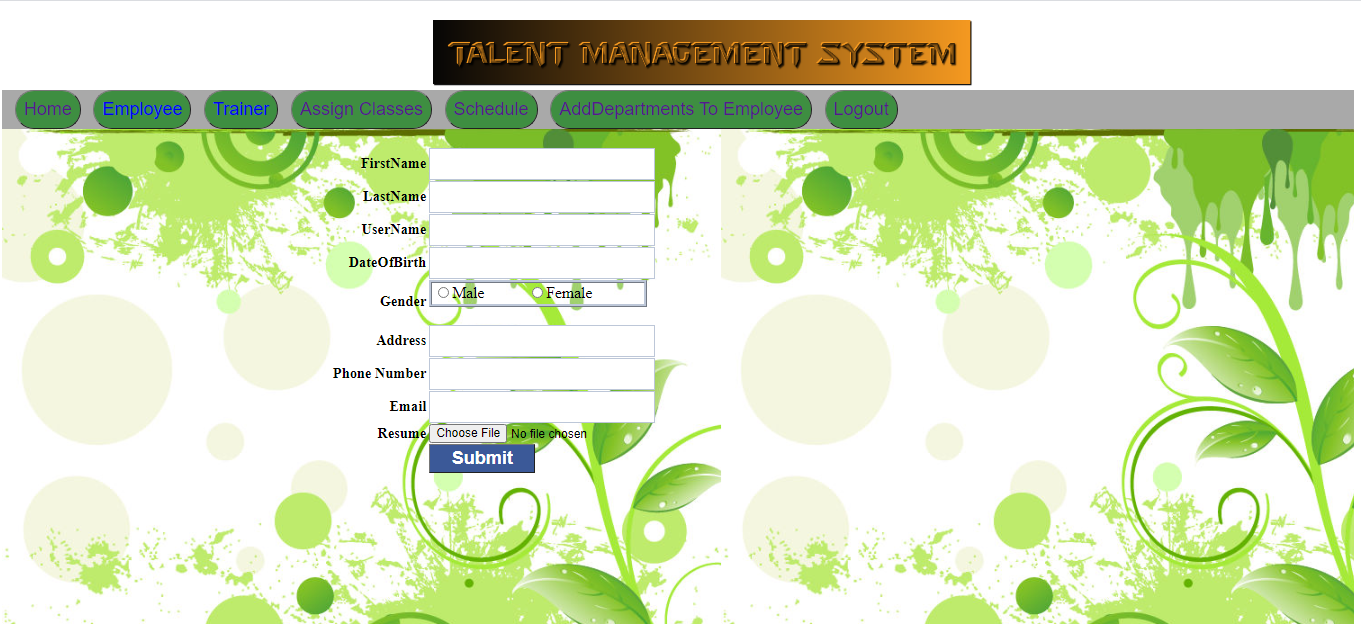 TALENT MANAGEMENT SYSTEM
Home Employee Trainer Assign Classes Schedule AddDepartments To Employee Logout
FirstName
LastName
UserName
DateOfBirth
Gender Male Female
Address
Phone Number
Email
Resume Choose File No file chosen
Submit